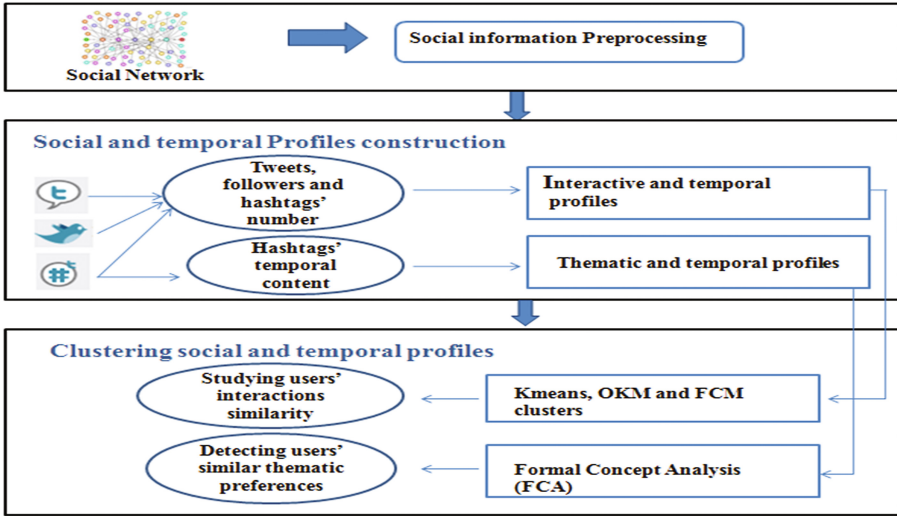 Social Network
Social information Preprocessing
Social and temporal Profiles construction
Tweets,
followers and
hashtags'
number
Interactive and temporal
profiles
Hashtags'
temporal
content
Thematic and temporal profiles
Clustering social and temporal profiles
Studying users'
interactions
similarity
Kmeans, OKM and FCM
clusters
Detecting users'
similar thematic
preferences
Formal Concept Analysis
(FCA)